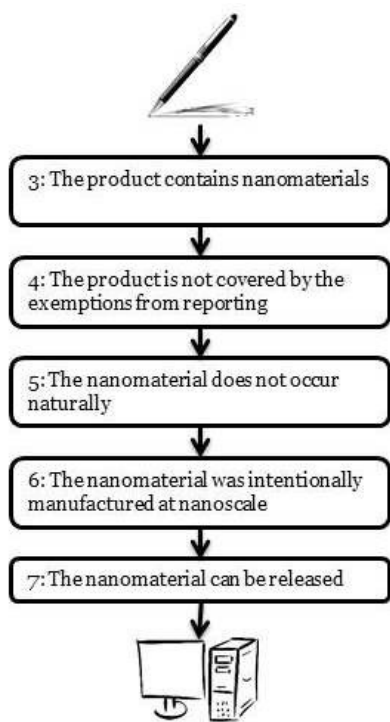 3: The product contains nanomaterials
4: The product is not covered by the
exemptions from reporting
5: The nanomaterial does not occur
naturally
6: The nanomaterial was intentionally
manufactured at nanoscale
7: The nanomaterial can be released